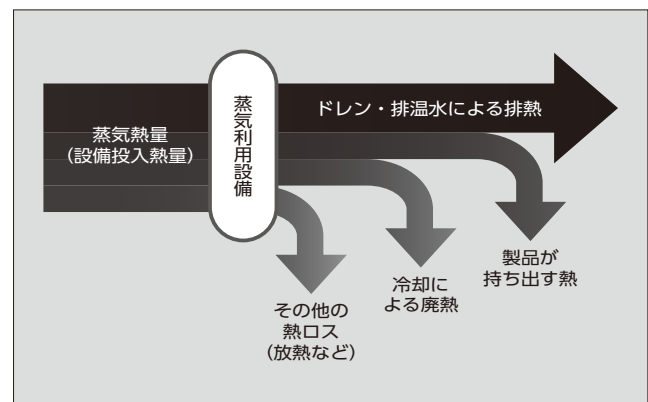 蒸気熱量
(設備投入熱量)
蒸気利用設備
ドレン・排温水による排熱
その他の
熱ロス
(放熱など)
冷却に
よる廃熱
製品が
持ち出す熱